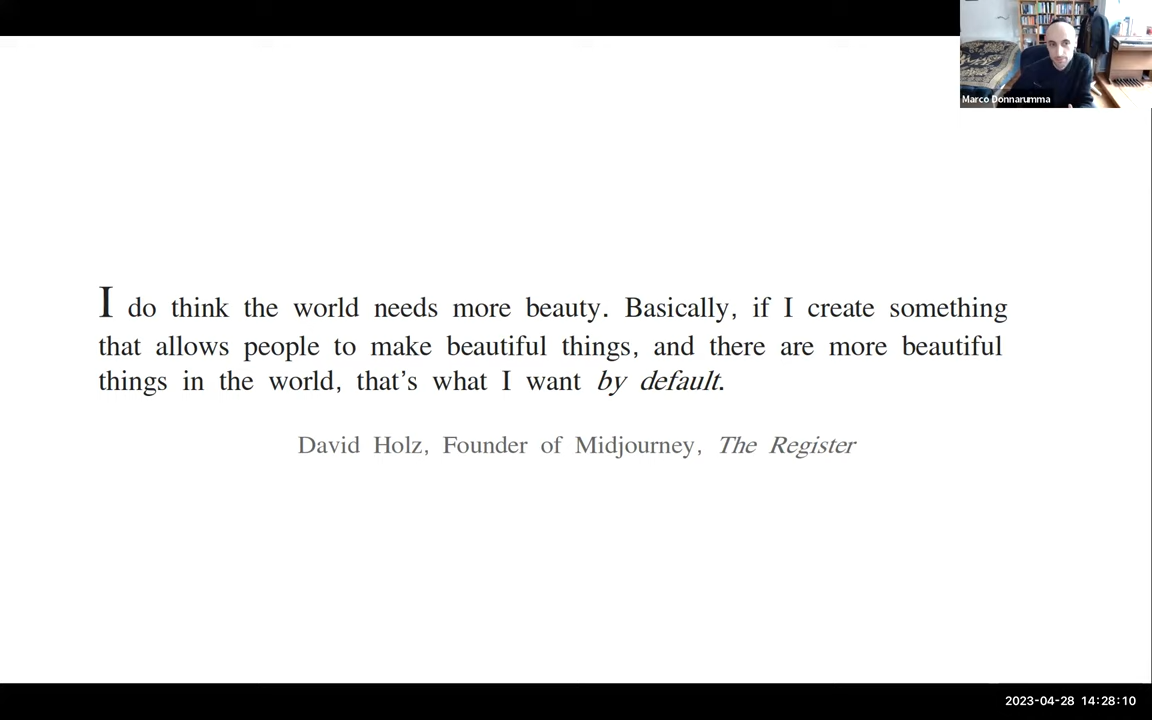 Marco Donnarumma
I do think the world needs more beauty. Basically, if I create something
that allows people to make beautiful things, and there are more beautiful
things in the world, that’s what I want by default.
David Holz, Founder of Midjourney, The Register
2023-04-28 14:28:10